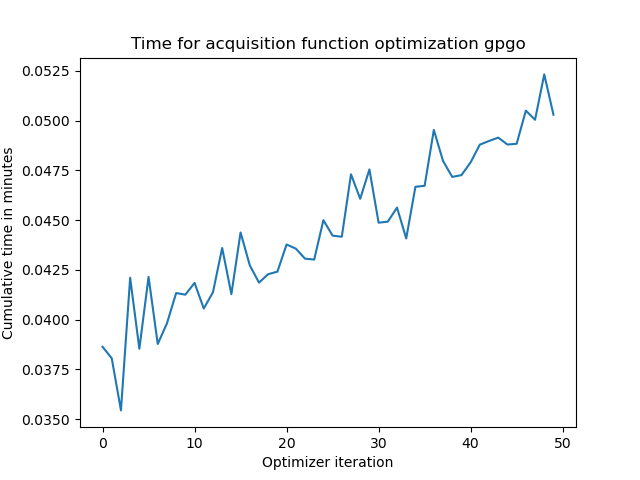 Time for acquisition function optimization gpgo
Cumulative time in minutes
0.0525
0.0500
0.0475
0.0450
0.0425
0.0400
0.0375
0.0350
0 10 20 30 40 50
Optimizer iteration